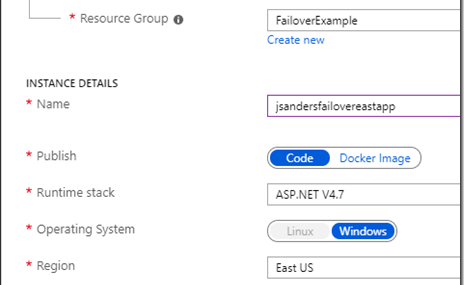 * Resource Group
FailoverExample
Create new
INSTANCE DETAILS
* Name
jsandersfailovereastapp
* Publish
Code Docker Image
* Runtime stack
ASP.NET V4.7
* Operating System
Linux Windows
* Region
East US